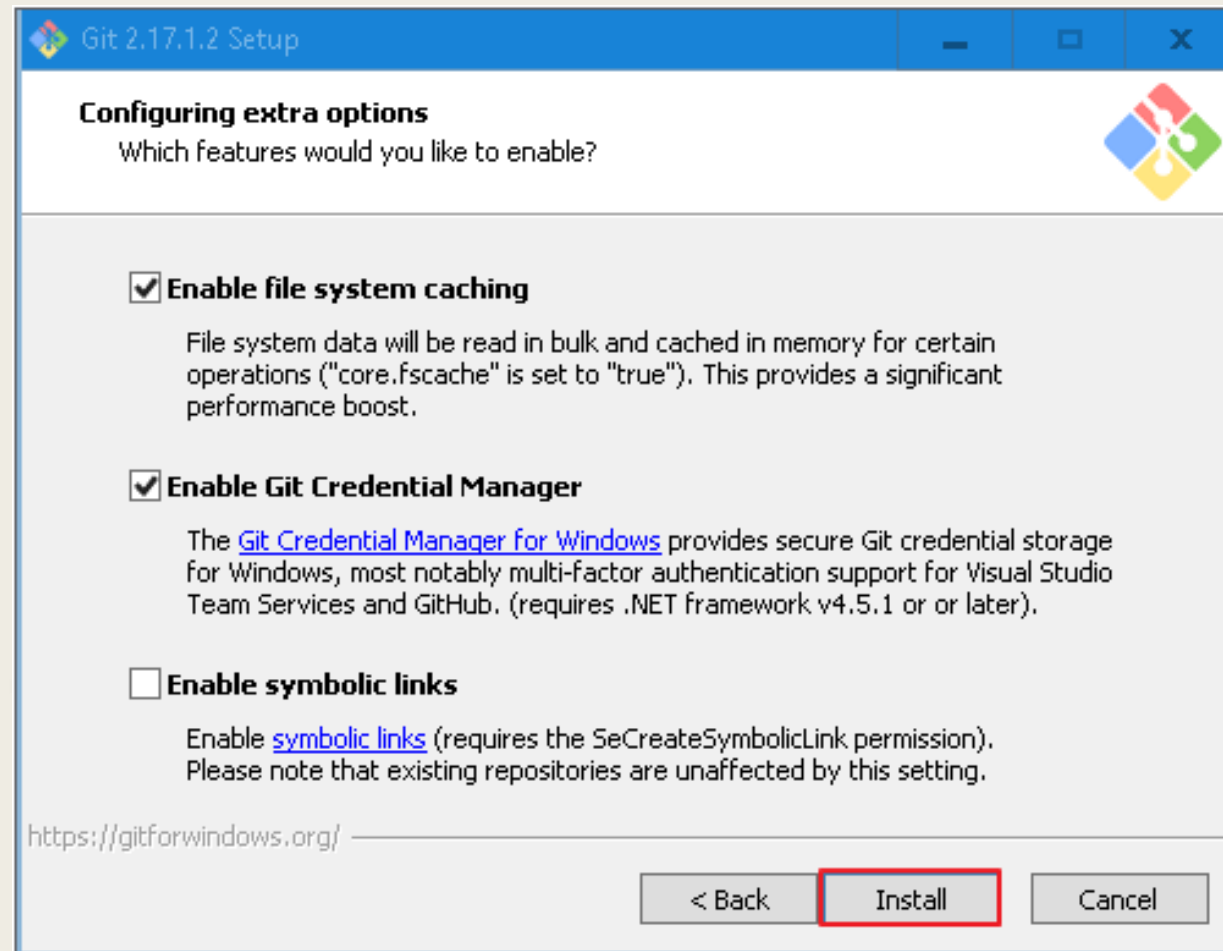 Git 2.17.1.2 Setup
Configuring extra options
Which features would you like to enable?
Enable file system caching
File system data will be read in bulk and cached in memory for certain
operations ("core.fscache" is set to "true"). This provides a significant
performance boost.
Enable Git Credential Manager
The Git Credential Manager for Windows provides secure Git credential storage
for Windows, most notably multi-factor authentication support for Visual Studio
Team Services and GitHub. (requires .NET framework v4.5.1 or or later).
Enable symbolic links
Enable symbolic links (requires the SeCreateSymbolicLink permission).
Please note that existing repositories are unaffected by this setting.
https://gitforwindows.org/
< Back Install Cancel